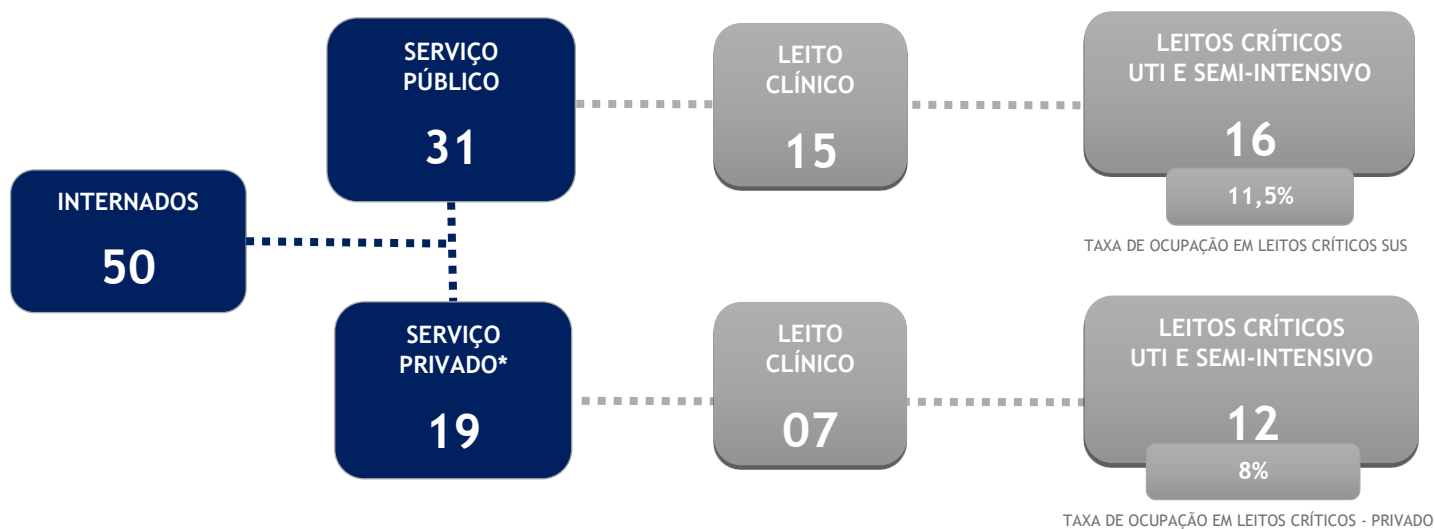 INTERNADOS
50
SERVIÇO
PÚBLICO
31
LEITO
CLÍNICO
15
LEITOS CRÍTICOS
UTI E SEMI-INTENSIVO
16
11,5%
TAXA DE OCUPAÇÃO EM LEITOS CRÍTICOS SUS
SERVIÇO
PRIVADO*
19
LEITO
CLÍNICO
07
LEITOS CRÍTICOS
UTI E SEMI-INTENSIVO
12
8%
TAXA DE OCUPAÇÃO EM LEITOS CRÍTICOS - PRIVADO